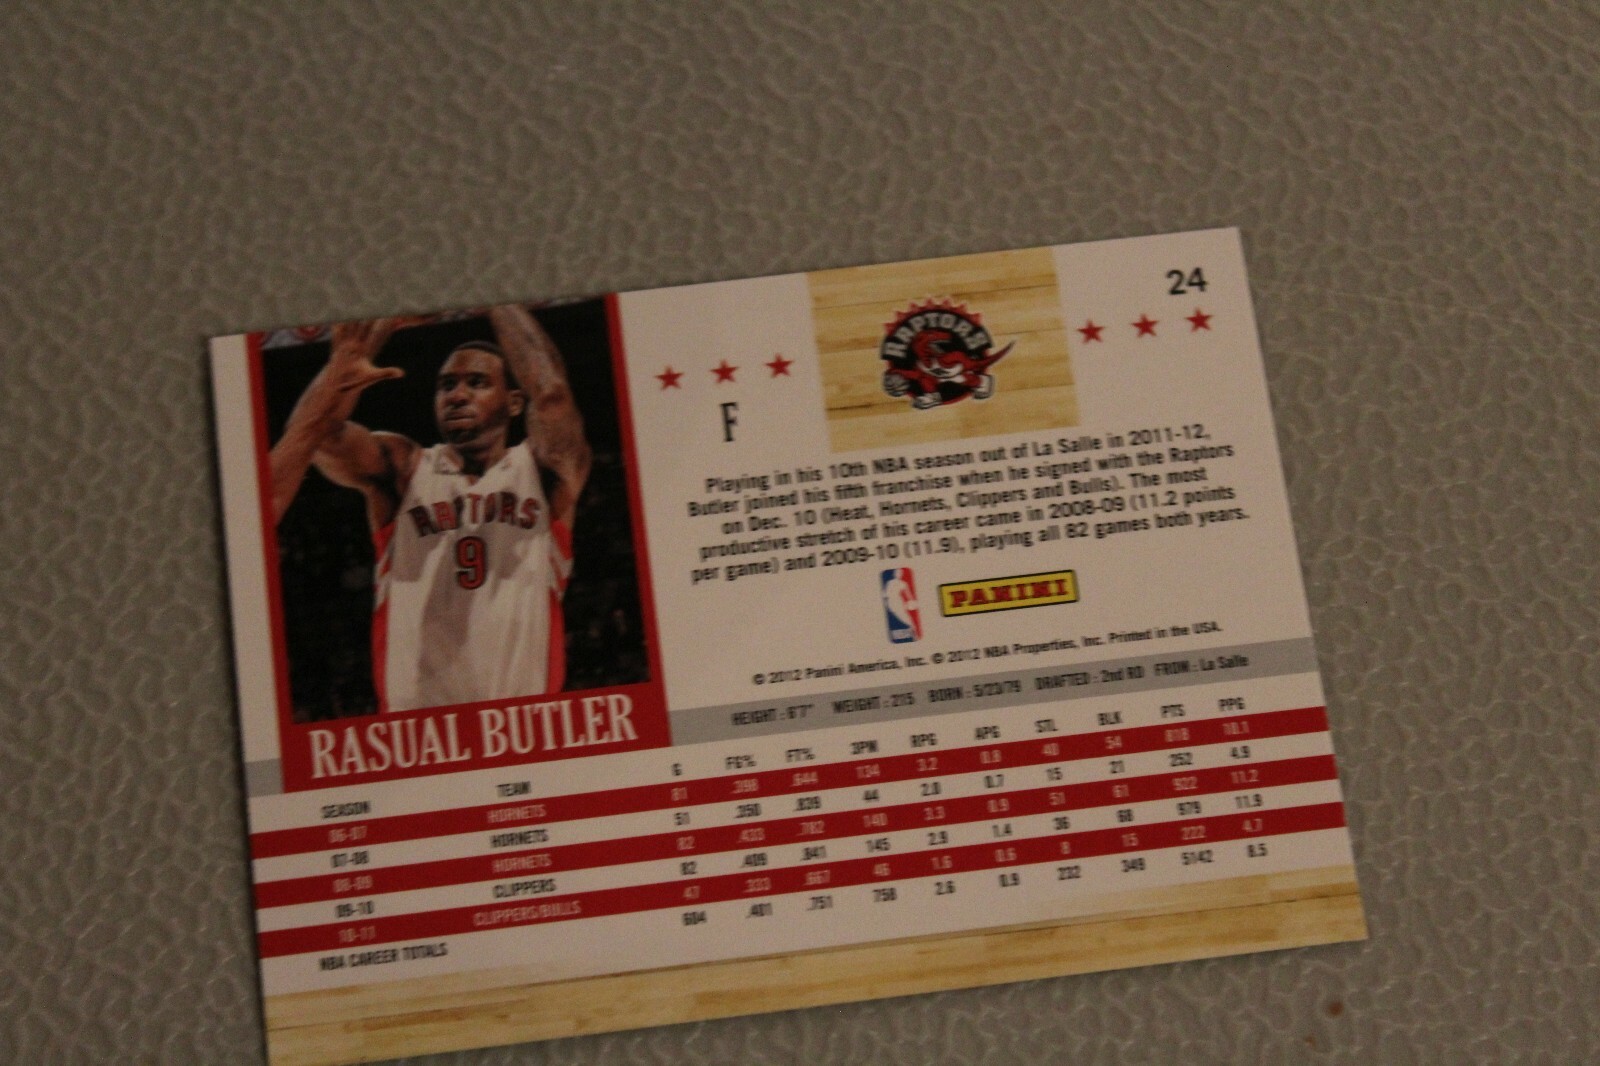 24
RAPTORS
F
Playing in his 10th NBA season out of La Salle in 2011-12,
Butler joined his fifth franchise when he signed with the Raptors
on Dec. 10 (Heat, Hornets, Clippers and Bulls). The most
productive stretch of his career came in 2008-09 (11.2 points
per game) and 2009-10 (11.9), playing all 82 games both years.
RAPTORS
9
PANINI
© 2012 Panini America, Inc. © 2012 NBA Properties, Inc. Printed in the USA.
HEIGHT : 6'7" WEIGHT : 215 BORN : 5/23/79 DRAFTED : 2nd RD FROM : La Salle
RASUAL BUTLER
SEASON TEAM G FG% FT% 3PM RPG APG STL BLK PTS PPG
06-07 HORNETS 81 .398 .644 134 3.2 0.8 40 54 818 10.1
07-08 HORNETS 51 .350 .839 44 2.0 0.7 15 21 252 4.9
08-09 HORNETS 82 .433 .782 140 3.3 0.9 51 61 922 11.2
09-10 CLIPPERS 82 .409 .841 145 2.9 1.4 36 68 979 11.9
10-11 CLIPPERS/BULLS 47 .333 .667 46 1.6 0.6 8 15 222 4.7
NBA CAREER TOTALS 604 .401 .751 758 2.6 0.9 232 349 5142 8.5